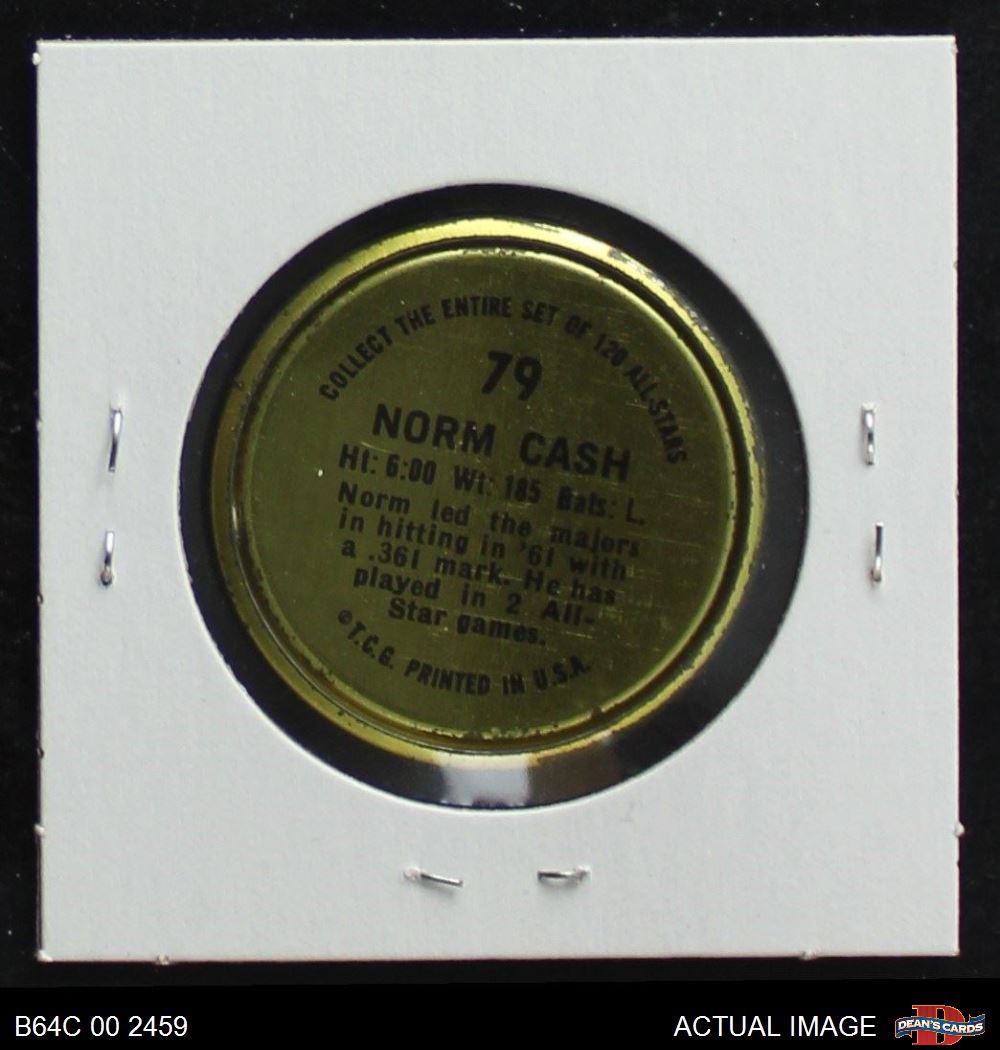 COLLECT THE ENTIRE SET OF 120 ALL-STARS
79
NORM CASH
Ht: 6:00 Wt: 185 Bats: L.
Norm led the majors
in hitting in '61 with
a .361 mark. He has
played in 2 All-
Star games.
© T.C.G. PRINTED IN U.S.A.
B64C 00 2459
ACTUAL IMAGE
DEAN'S CARDS